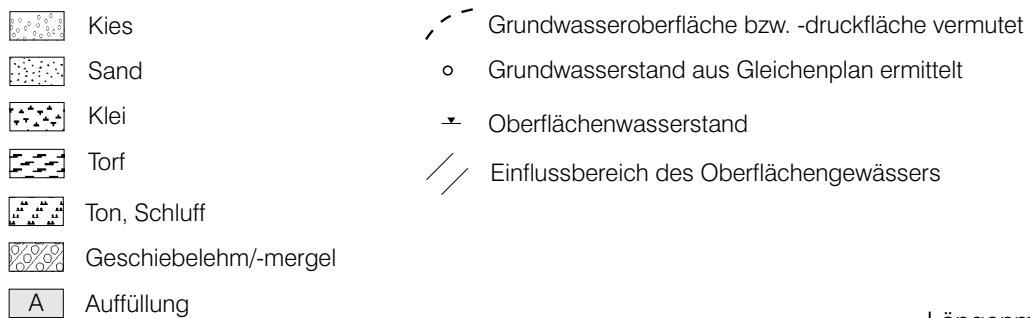 Kies
Sand
Klei
Torf
Ton, Schluff
Geschiebelehm/-mergel
A Auffüllung
Grundwasseroberfläche bzw. -druckfläche vermutet
Grundwasserstand aus Gleichenplan ermittelt
Oberflächenwasserstand
Einflussbereich des Oberflächengewässers